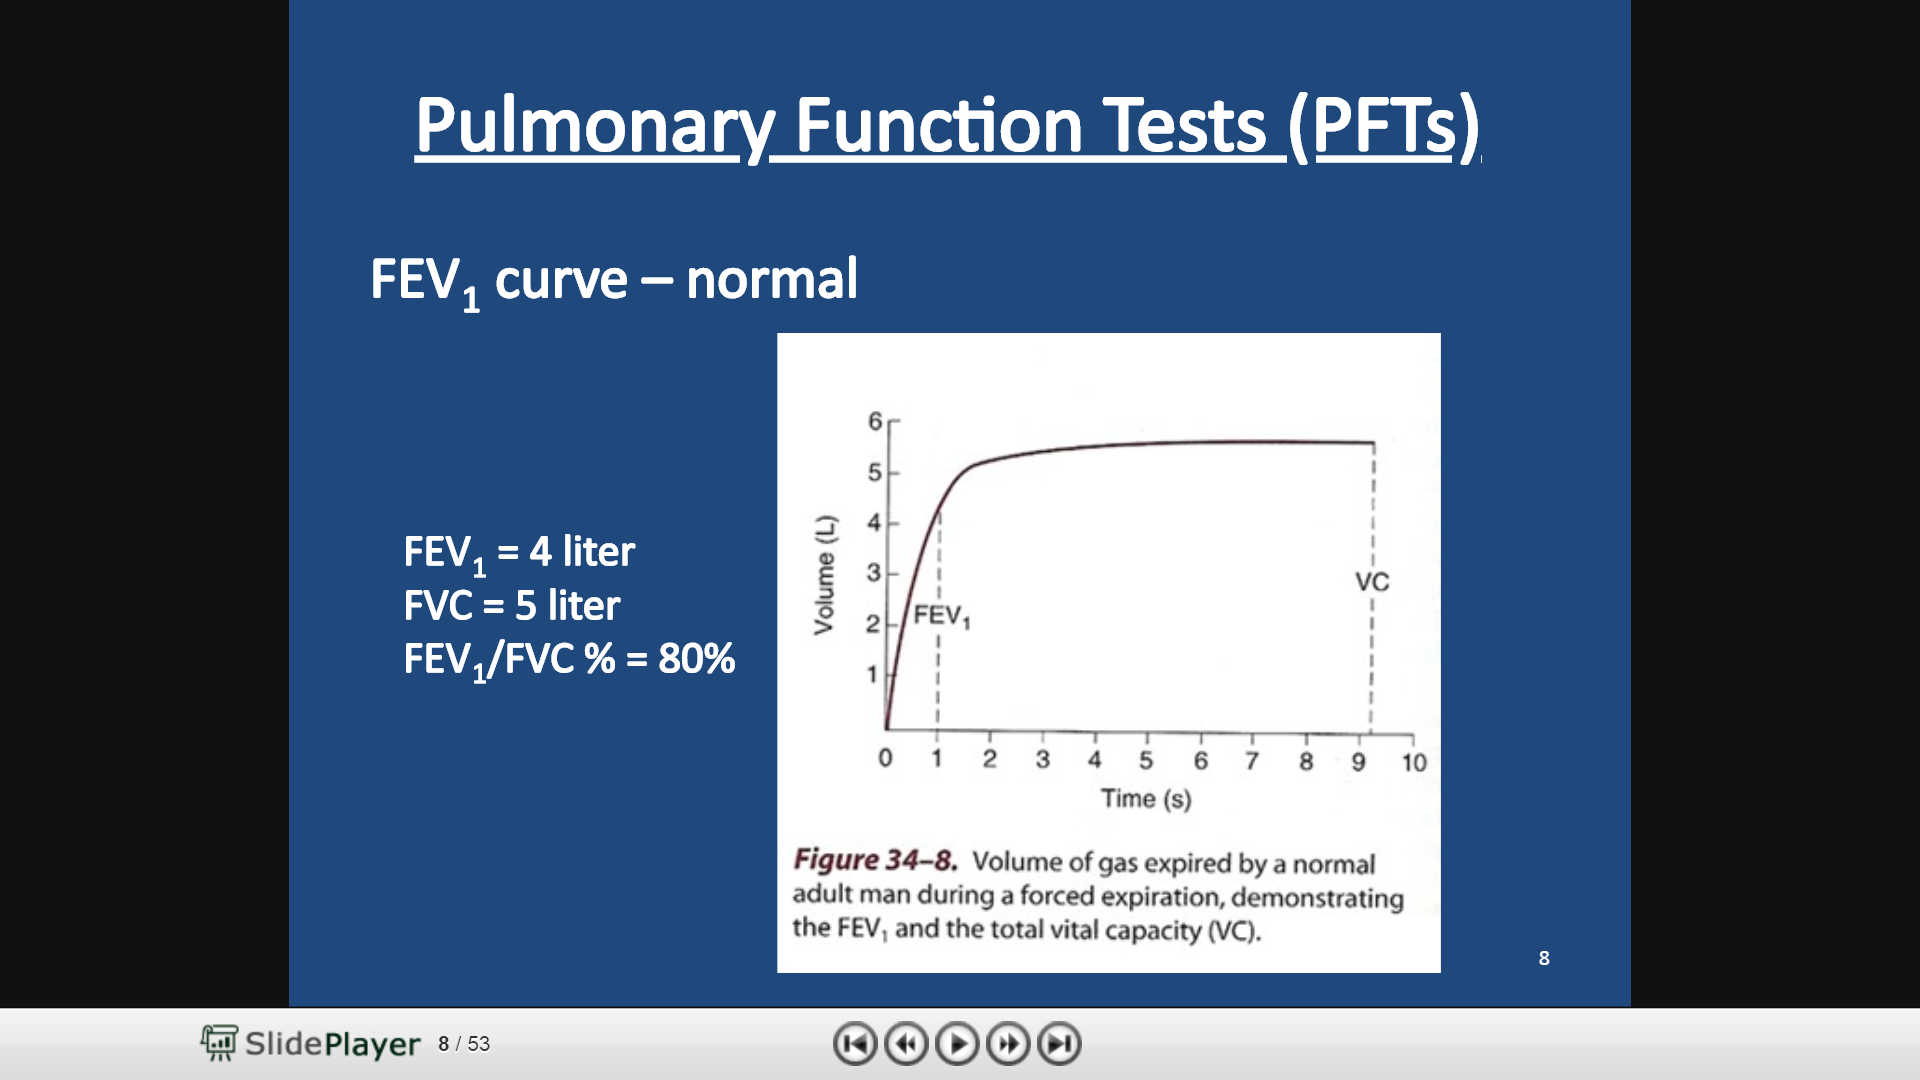 Pulmonary Function Tests (PFTs)
FEV₁ curve – normal
FEV₁ = 4 liter
FVC = 5 liter
FEV₁/FVC % = 80%
6
5
4
3
2
1
Volume (L)
FEV₁
VC
0 1 2 3 4 5 6 7 8 9 10
Time (s)
Figure 34–8. Volume of gas expired by a normal
adult man during a forced expiration, demonstrating
the FEV₁ and the total vital capacity (VC).
8
SlidePlayer 8 / 53